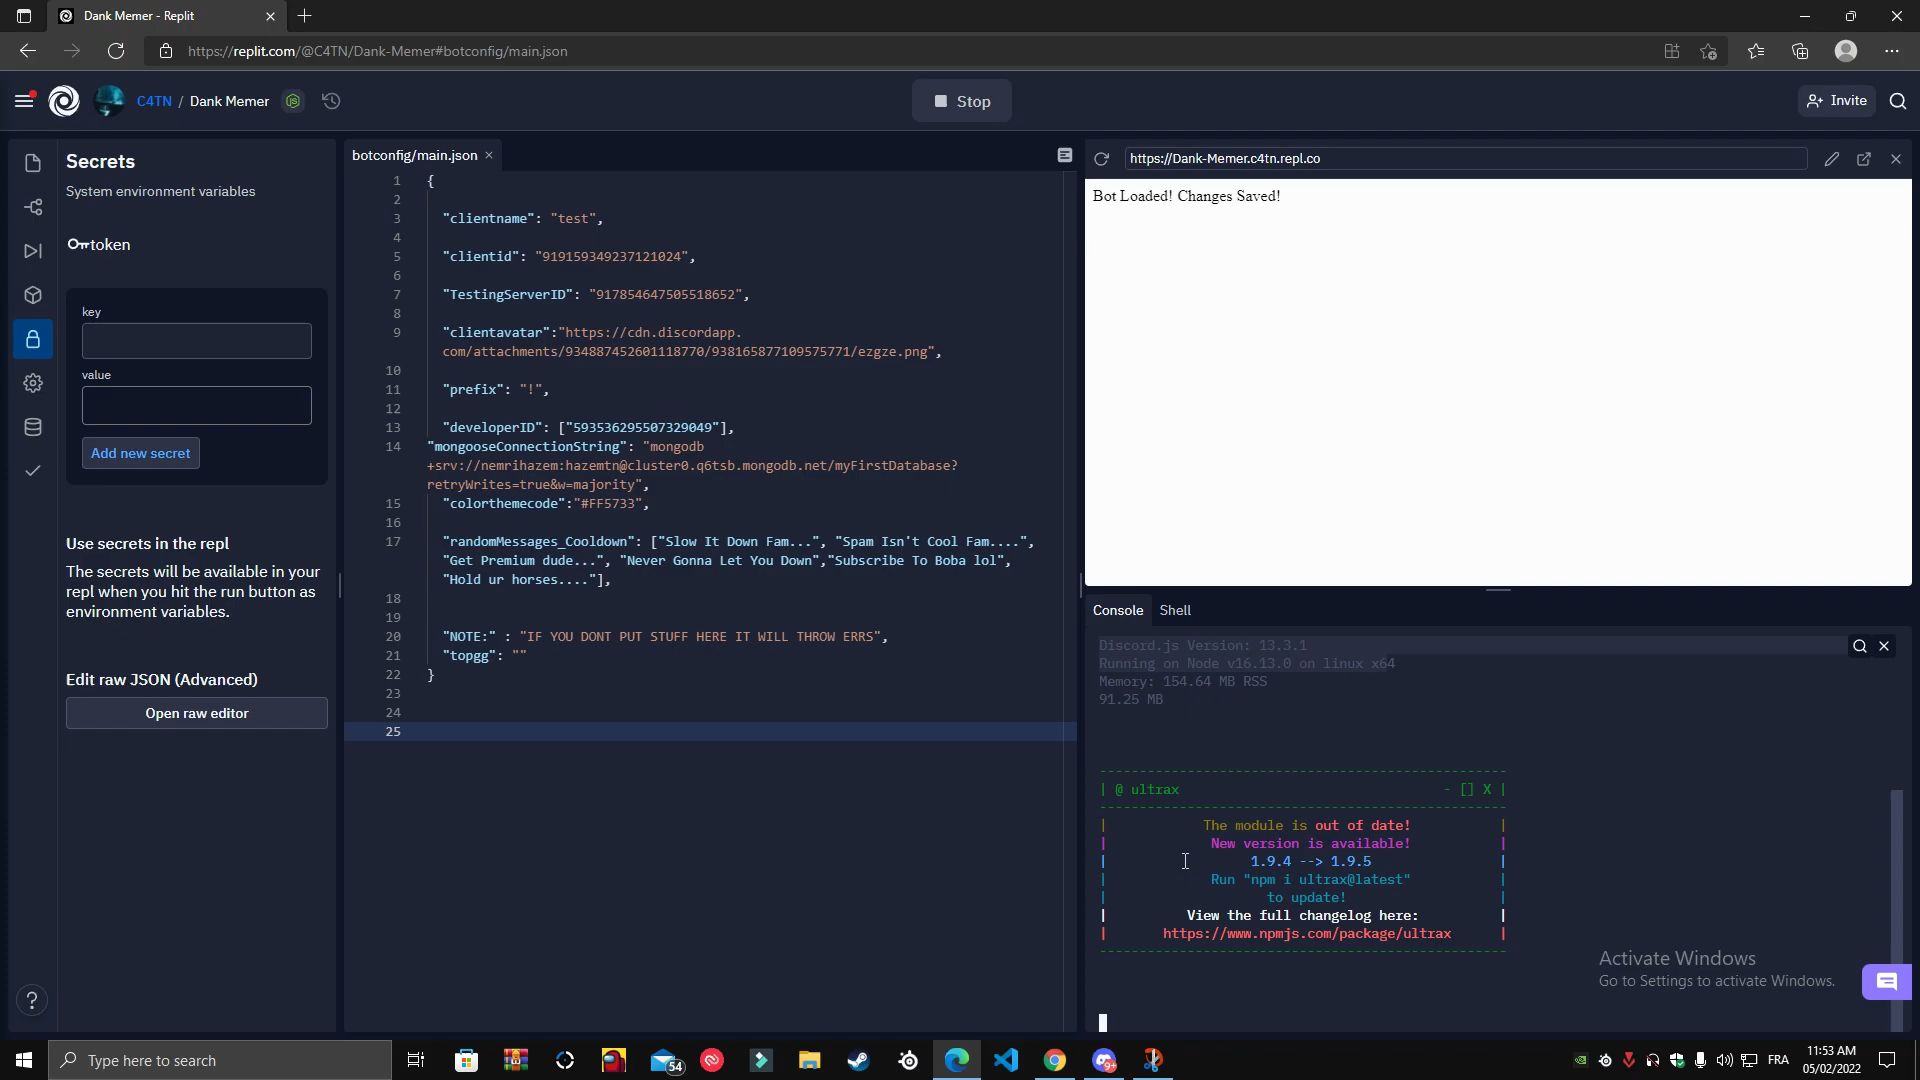 Dank Memer - Replit
https://replit.com/@C4TN/Dank-Memer#botconfig/main.json
C4TN / Dank Memer
Stop
Invite
Secrets
System environment variables
token
key
value
Add new secret
Use secrets in the repl
The secrets will be available in your
repl when you hit the run button as
environment variables.
Edit raw JSON (Advanced)
Open raw editor
botconfig/main.json
1 {
2
3 "clientname": "test",
4
5 "clientid": "919159349237121024",
6
7 "TestingServerID": "917854647505518652",
8
9 "clientavatar":"https://cdn.discordapp.
com/attachments/934887452601118770/938165877109575771/ezgze.png",
10
11 "prefix": "!",
12
13 "developerID": ["593536295507329049"],
14 "mongooseConnectionString": "mongodb
+srv://nemrihazem:hazemtn@cluster0.q6tsb.mongodb.net/myFirstDatabase?
retryWrites=true&w=majority",
15 "colorthemecode":"#FF5733",
16
17 "randomMessages_Cooldown": ["Slow It Down Fam...", "Spam Isn't Cool Fam....",
"Get Premium dude...", "Never Gonna Let You Down","Subscribe To Boba lol",
"Hold ur horses...."],
18
19
20 "NOTE:" : "IF YOU DONT PUT STUFF HERE IT WILL THROW ERRS",
21 "topgg": ""
22 }
23
24
25
https://Dank-Memer.c4tn.repl.co
Bot Loaded! Changes Saved!
Console Shell
Discord.js Version: 13.3.1
Running on Node v16.13.0 on linux x64
Memory: 154.64 MB RSS
91.25 MB
| @ ultrax - [] X |
The module is out of date!
New version is available!
1.9.4 --> 1.9.5
Run "npm i ultrax@latest"
to update!
View the full changelog here:
https://www.npmjs.com/package/ultrax
Activate Windows
Go to Settings to activate Windows.
Type here to search
54
9+
FRA
11:53 AM
05/02/2022